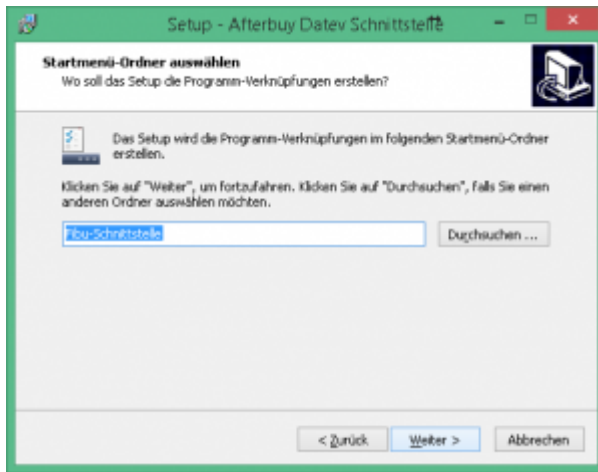 Setup - Afterbuy Datev Schnittstelle
Startmenü-Ordner auswählen
Wo soll das Setup die Programm-Verknüpfungen erstellen?
Das Setup wird die Programm-Verknüpfungen im folgenden Startmenü-Ordner
erstellen.
Klicken Sie auf "Weiter", um fortzufahren. Klicken Sie auf "Durchsuchen", falls Sie einen
anderen Ordner auswählen möchten.
Fibu-Schnittstelle
Durchsuchen ...
< Zurück
Weiter >
Abbrechen